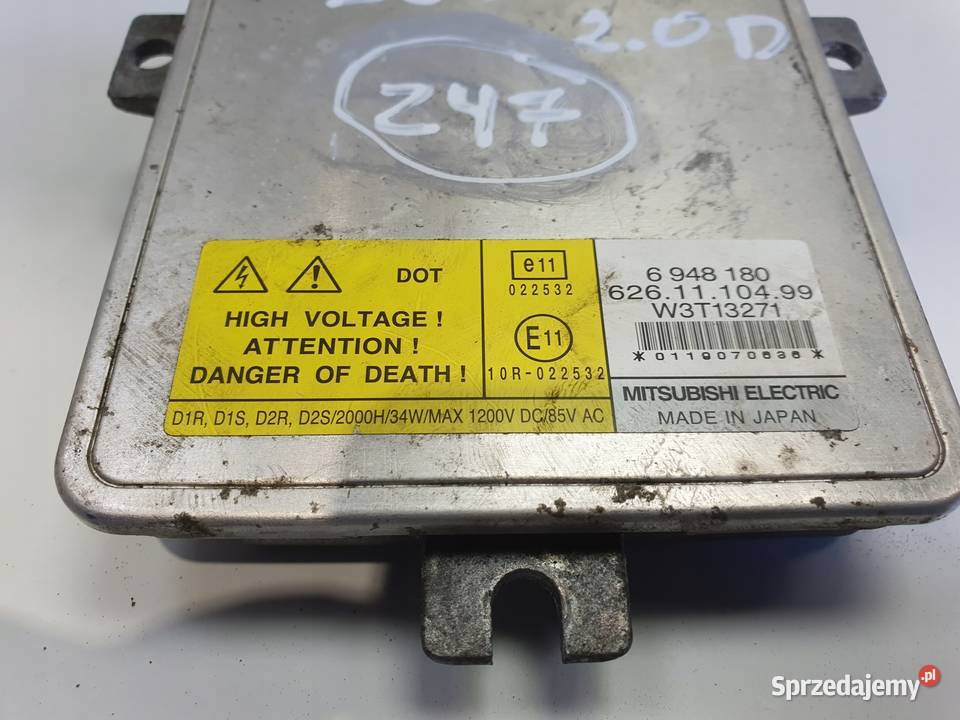 2.0D
Z47
DOT
HIGH VOLTAGE !
ATTENTION !
DANGER OF DEATH !
e11
022532
E11
10R-022532
6 948 180
626.11.104.99
W3T13271
*0119070636*
MITSUBISHI ELECTRIC
MADE IN JAPAN
D1R, D1S, D2R, D2S/2000H/34W/MAX 1200V DC/85V AC
Sprzedajemy.pl